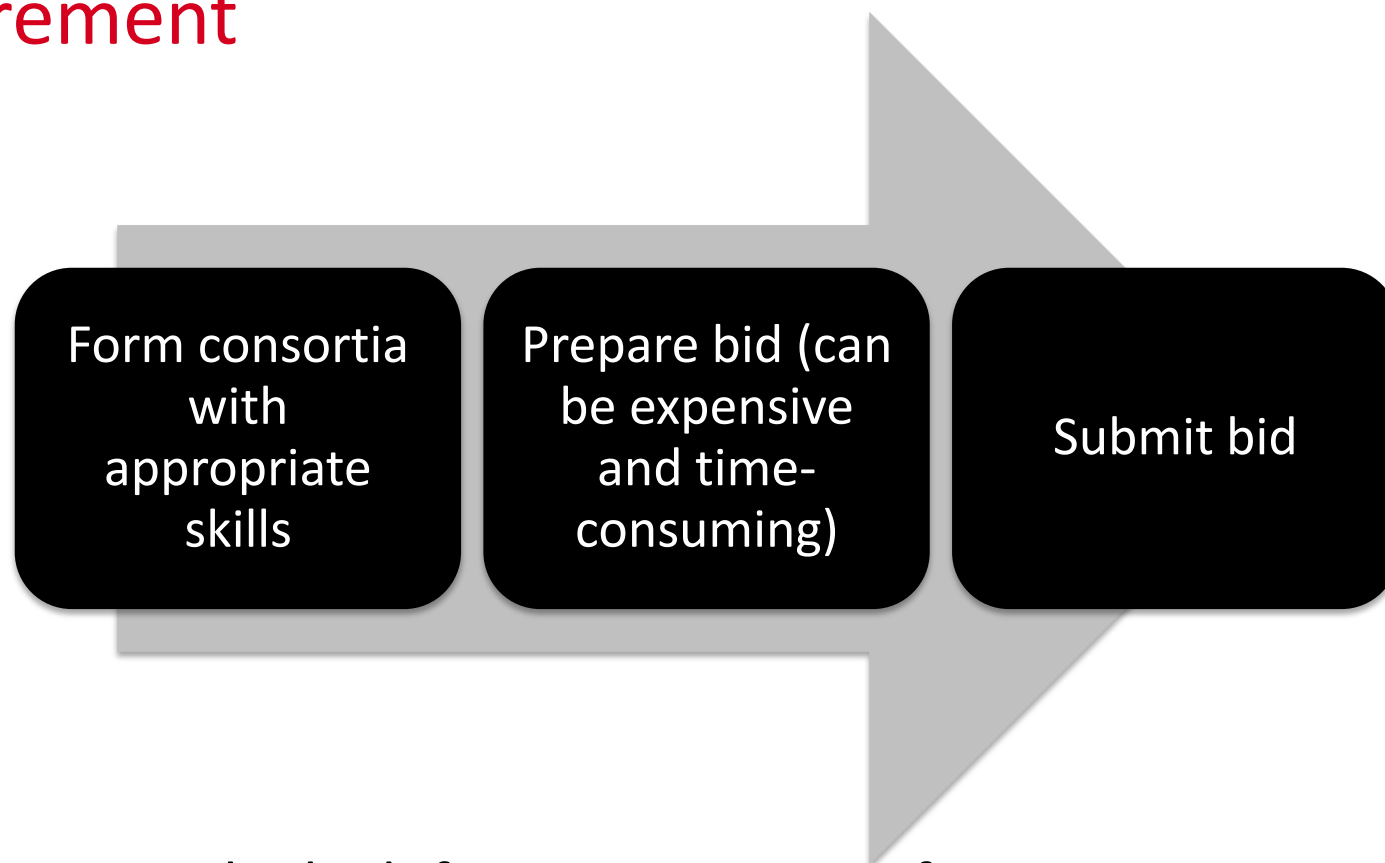 rement
Form consortia
with
appropriate
skills
Prepare bid (can
be expensive
and time-
consuming)
Submit bid